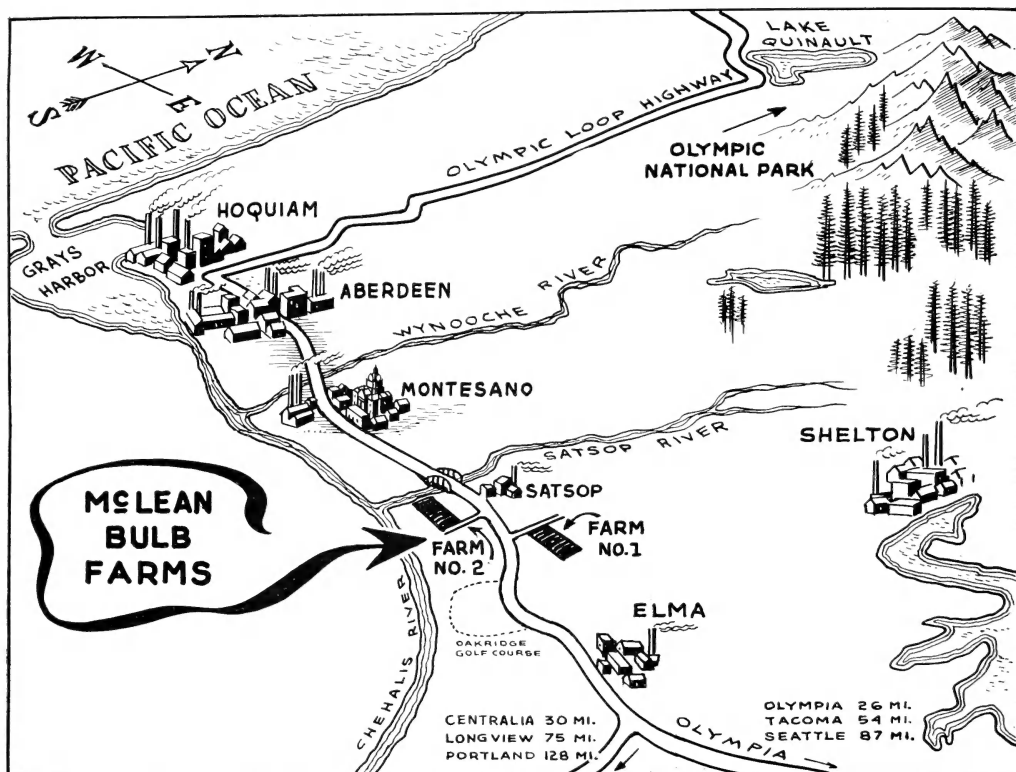 LAKE
QUINAULT
W
N
S
E
PACIFIC OCEAN
OLYMPIC LOOP HIGHWAY
OLYMPIC
NATIONAL PARK
HOQUIAM
GRAYS
HARBOR
ABERDEEN
WYNOOCHE RIVER
MONTESANO
SATSOP RIVER
SHELTON
SATSOP
McLEAN
BULB
FARMS
FARM
NO. 2
FARM
NO. 1
CHEHALIS RIVER
OAKRIDGE
GOLF COURSE
ELMA
CENTRALIA 30 MI.
LONGVIEW 75 MI.
PORTLAND 128 MI.
OLYMPIA
OLYMPIA 26 MI.
TACOMA 54 MI.
SEATTLE 87 MI.